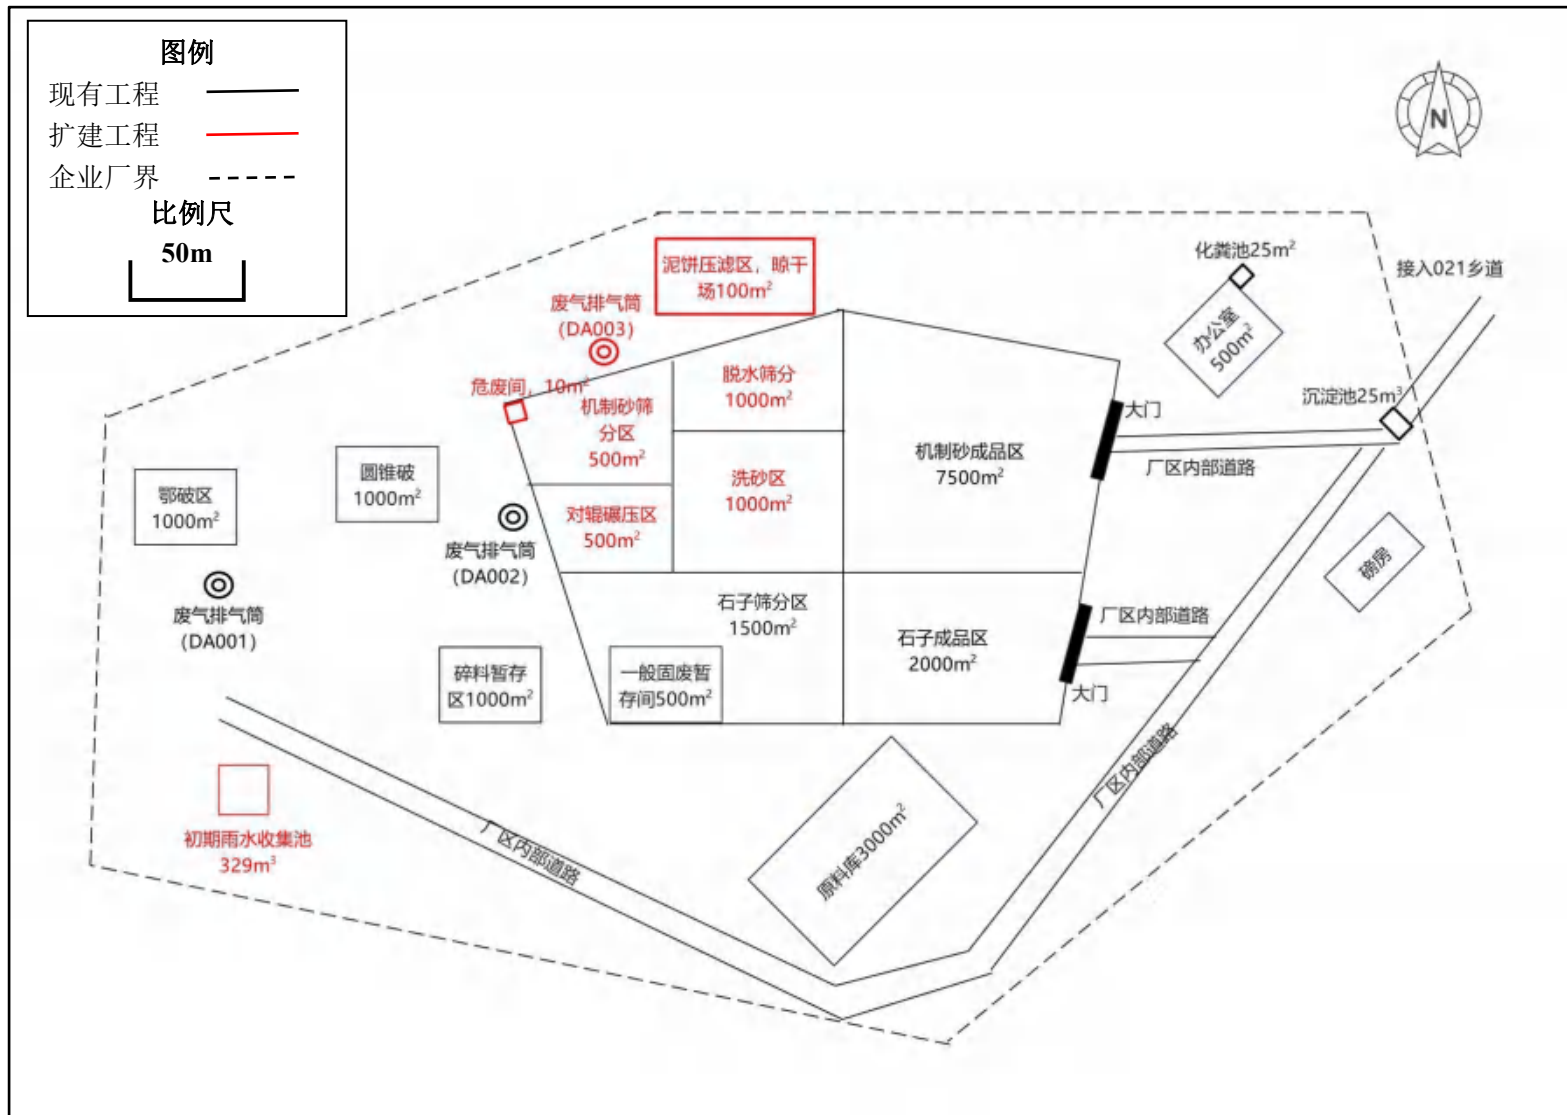 图例
现有工程
扩建工程
企业厂界
比例尺
50m
N
泥饼压滤区，晾干
场100m²
化粪池25m²
接入021乡道
废气排气筒
(DA003)
办公室
500m²
危废间，10m²
机制砂筛
分区
500m²
脱水筛分
1000m²
沉淀池25m³
大门
机制砂成品区
7500m²
厂区内部道路
圆锥破
1000m²
鄂破区
1000m²
洗砂区
1000m²
对辊碾压区
500m²
废气排气筒
(DA002)
磅房
废气排气筒
(DA001)
石子筛分区
1500m²
厂区内部道路
石子成品区
2000m²
碎料暂存
区1000m²
一般固废暂
存间500m²
大门
厂区内部道路
初期雨水收集池
329m³
厂区内部道路
原料库3000m²